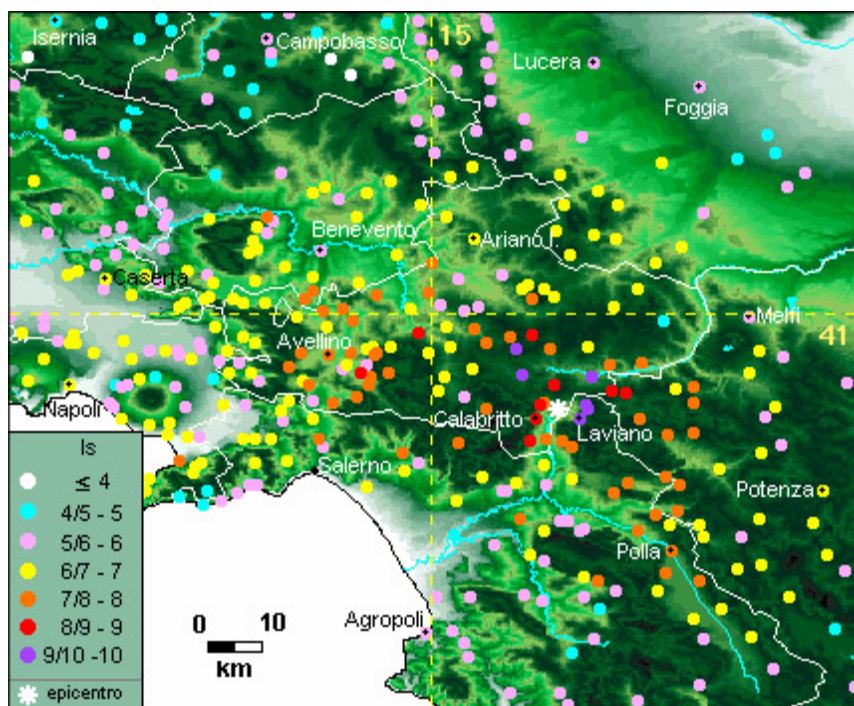 Isernia
Campobasso
15
Lucera
Foggia
Benevento
Ariano I.
Caserta
Melfi
41
Avellino
Napoli
Calabritto
Laviano
Is
≤ 4
4/5 - 5
5/6 - 6
6/7 - 7
7/8 - 8
8/9 - 9
9/10 -10
epicentro
Salerno
Potenza
Polla
Agropoli
0 10
km